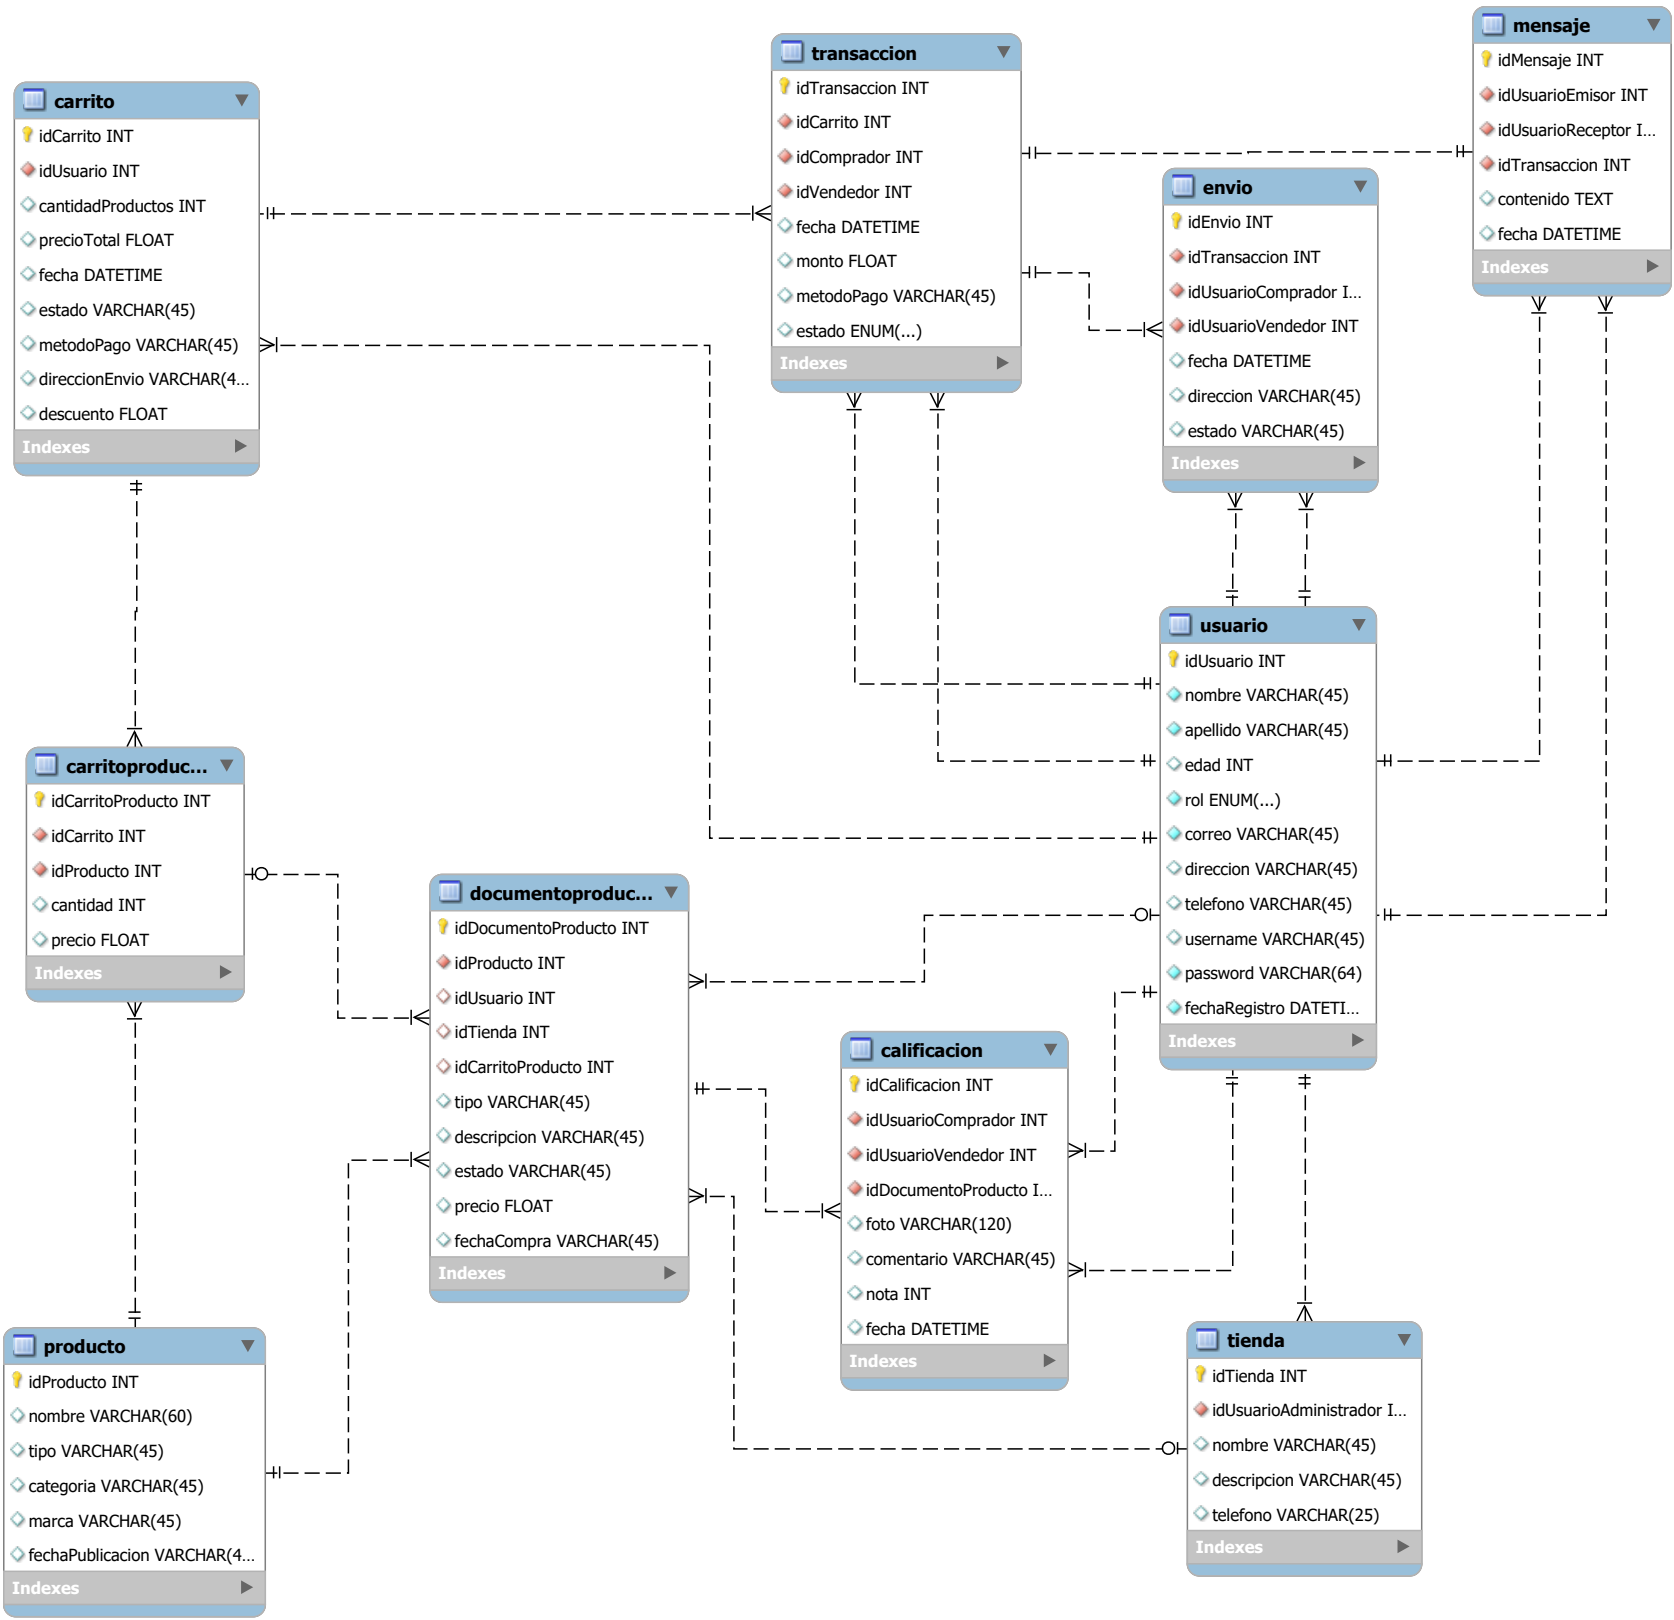 carrito
idCarrito INT
idUsuario INT
cantidadProductos INT
precioTotal FLOAT
fecha DATETIME
estado VARCHAR(45)
metodoPago VARCHAR(45)
direccionEnvio VARCHAR(4...
descuento FLOAT
Indexes
transaccion
idTransaccion INT
idCarrito INT
idComprador INT
idVendedor INT
fecha DATETIME
monto FLOAT
metodoPago VARCHAR(45)
estado ENUM(...)
Indexes
mensaje
idMensaje INT
idUsuarioEmisor INT
idUsuarioReceptor I...
idTransaccion INT
contenido TEXT
fecha DATETIME
Indexes
envio
idEnvio INT
idTransaccion INT
idUsuarioComprador I...
idUsuarioVendedor INT
fecha DATETIME
direccion VARCHAR(45)
estado VARCHAR(45)
Indexes
usuario
idUsuario INT
nombre VARCHAR(45)
apellido VARCHAR(45)
edad INT
rol ENUM(...)
correo VARCHAR(45)
direccion VARCHAR(45)
telefono VARCHAR(45)
username VARCHAR(45)
password VARCHAR(64)
fechaRegistro DATETI...
Indexes
carritoproduc...
idCarritoProducto INT
idCarrito INT
idProducto INT
cantidad INT
precio FLOAT
Indexes
documentoproduc...
idDocumentoProducto INT
idProducto INT
idUsuario INT
idTienda INT
idCarritoProducto INT
tipo VARCHAR(45)
descripcion VARCHAR(45)
estado VARCHAR(45)
precio FLOAT
fechaCompra VARCHAR(45)
Indexes
calificacion
idCalificacion INT
idUsuarioComprador INT
idUsuarioVendedor INT
idDocumentoProducto I...
foto VARCHAR(120)
comentario VARCHAR(45)
nota INT
fecha DATETIME
Indexes
producto
idProducto INT
nombre VARCHAR(60)
tipo VARCHAR(45)
categoria VARCHAR(45)
marca VARCHAR(45)
fechaPublicacion VARCHAR(4...
Indexes
tienda
idTienda INT
idUsuarioAdministrador I...
nombre VARCHAR(45)
descripcion VARCHAR(45)
telefono VARCHAR(25)
Indexes